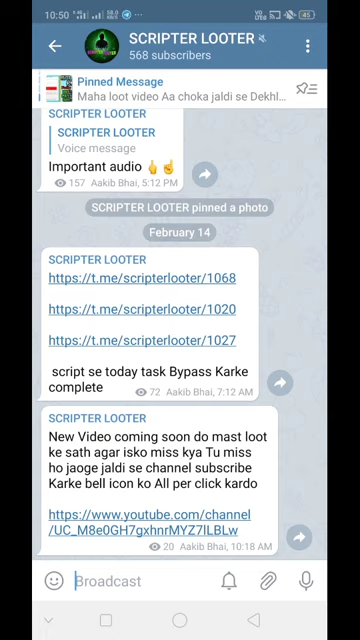 10:50
45
SCRIPTER LOOTER
568 subscribers
Pinned Message
Maha loot video Aa choka jaldi se Dekhl...
SCRIPTER LOOTER
SCRIPTER LOOTER
Voice message
Important audio 👆☝
157 Aakib Bhai, 5:12 PM
SCRIPTER LOOTER pinned a photo
February 14
SCRIPTER LOOTER
https://t.me/scripterlooter/1068
https://t.me/scripterlooter/1020
https://t.me/scripterlooter/1027
script se today task Bypass Karke
complete
72 Aakib Bhai, 7:12 AM
SCRIPTER LOOTER
New Video coming soon do mast loot
ke sath agar isko miss kya Tu miss
ho jaoge jaldi se channel subscribe
Karke bell icon ko All per click kardo
https://www.youtube.com/channel
/UC_M8e0GH7gxhnrMYZ7lLBLw
20 Aakib Bhai, 10:18 AM
Broadcast